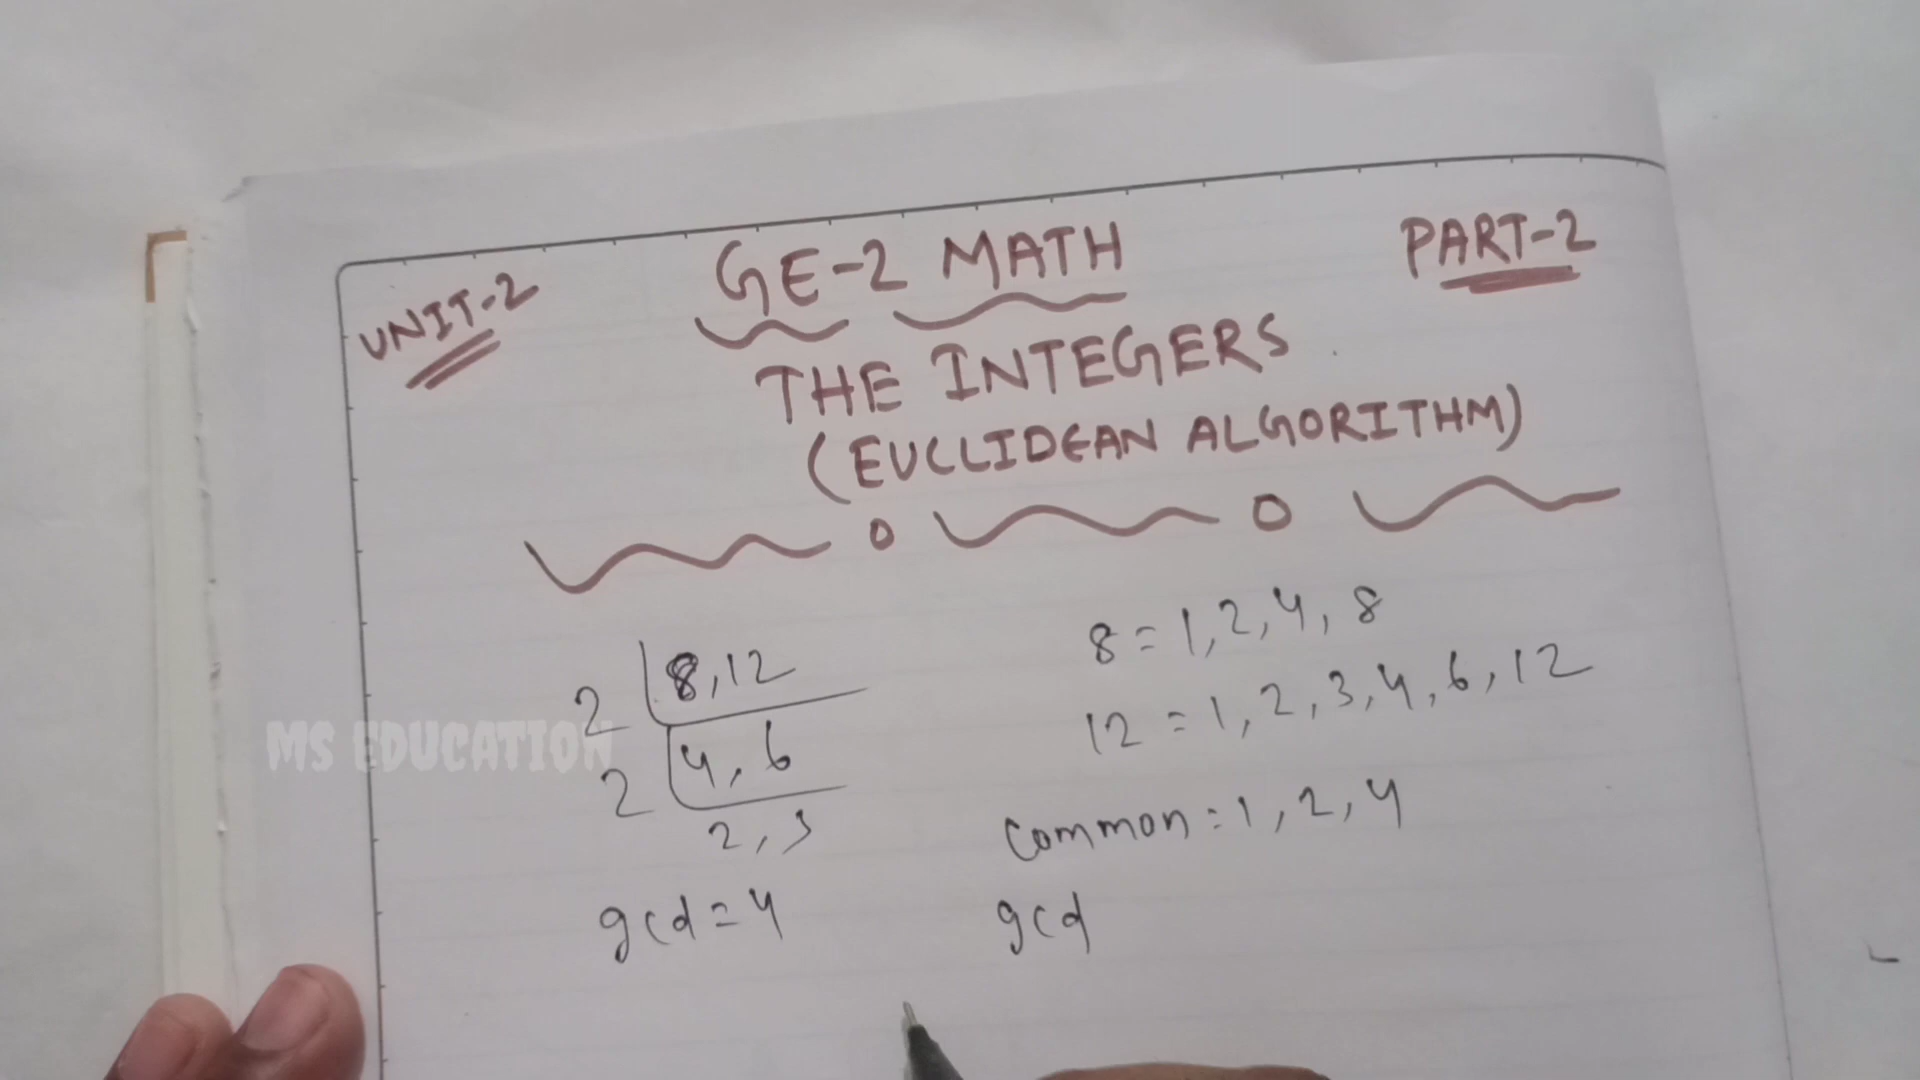 UNIT-2
GE-2 MATH
PART-2
THE INTEGERS
(EUCLIDEAN ALGORITHM)
2 8,12
2 4, 6
2, 3
gcd = 4
8 = 1, 2, 4, 8
12 = 1, 2, 3, 4, 6, 12
Common = 1, 2, 4
gcd
MS EDUCATION